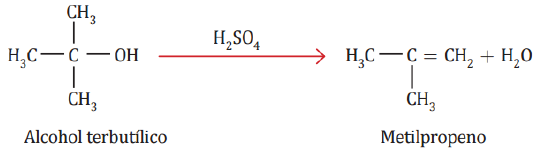 CH₃
H₃C — C — OH
CH₃
H₂SO₄
H₃C — C = CH₂ + H₂O
CH₃
Alcohol terbutílico
Metilpropeno